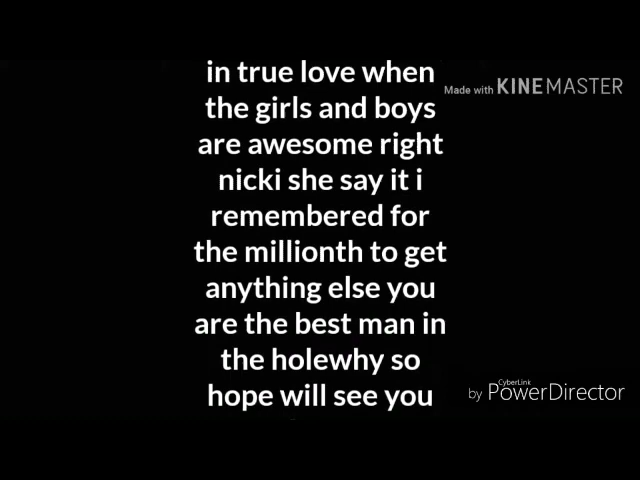 in true love when
the girls and boys
are awesome right
nicki she say it i
remembered for
the millionth to get
anything else you
are the best man in
the holewhy so
hope will see you
Made with KINEMASTER
CyberLink
by PowerDirector